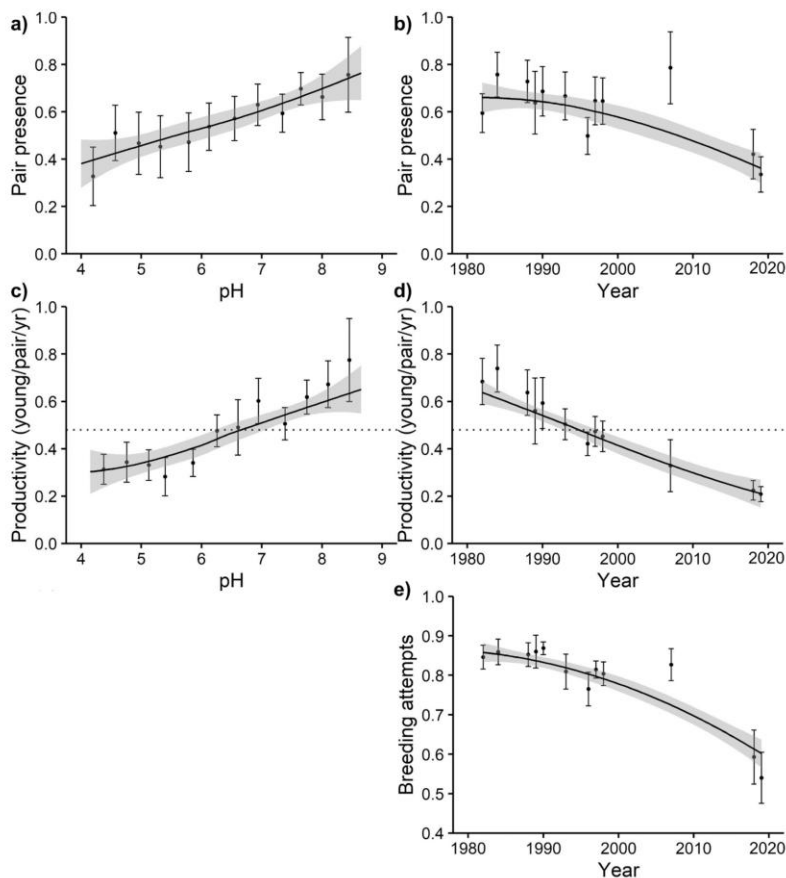 a)
Pair presence
1.0
0.8
0.6
0.4
0.2
0.0
4 5 6 7 8 9
pH
b)
Pair presence
1.0
0.8
0.6
0.4
0.2
0.0
1980 1990 2000 2010 2020
Year
c)
Productivity (young/pair/yr)
1.0
0.8
0.6
0.4
0.2
0.0
4 5 6 7 8 9
pH
d)
Productivity (young/pair/yr)
1.0
0.8
0.6
0.4
0.2
0.0
1980 1990 2000 2010 2020
Year
e)
Breeding attempts
1.0
0.9
0.8
0.7
0.6
0.5
0.4
1980 1990 2000 2010 2020
Year